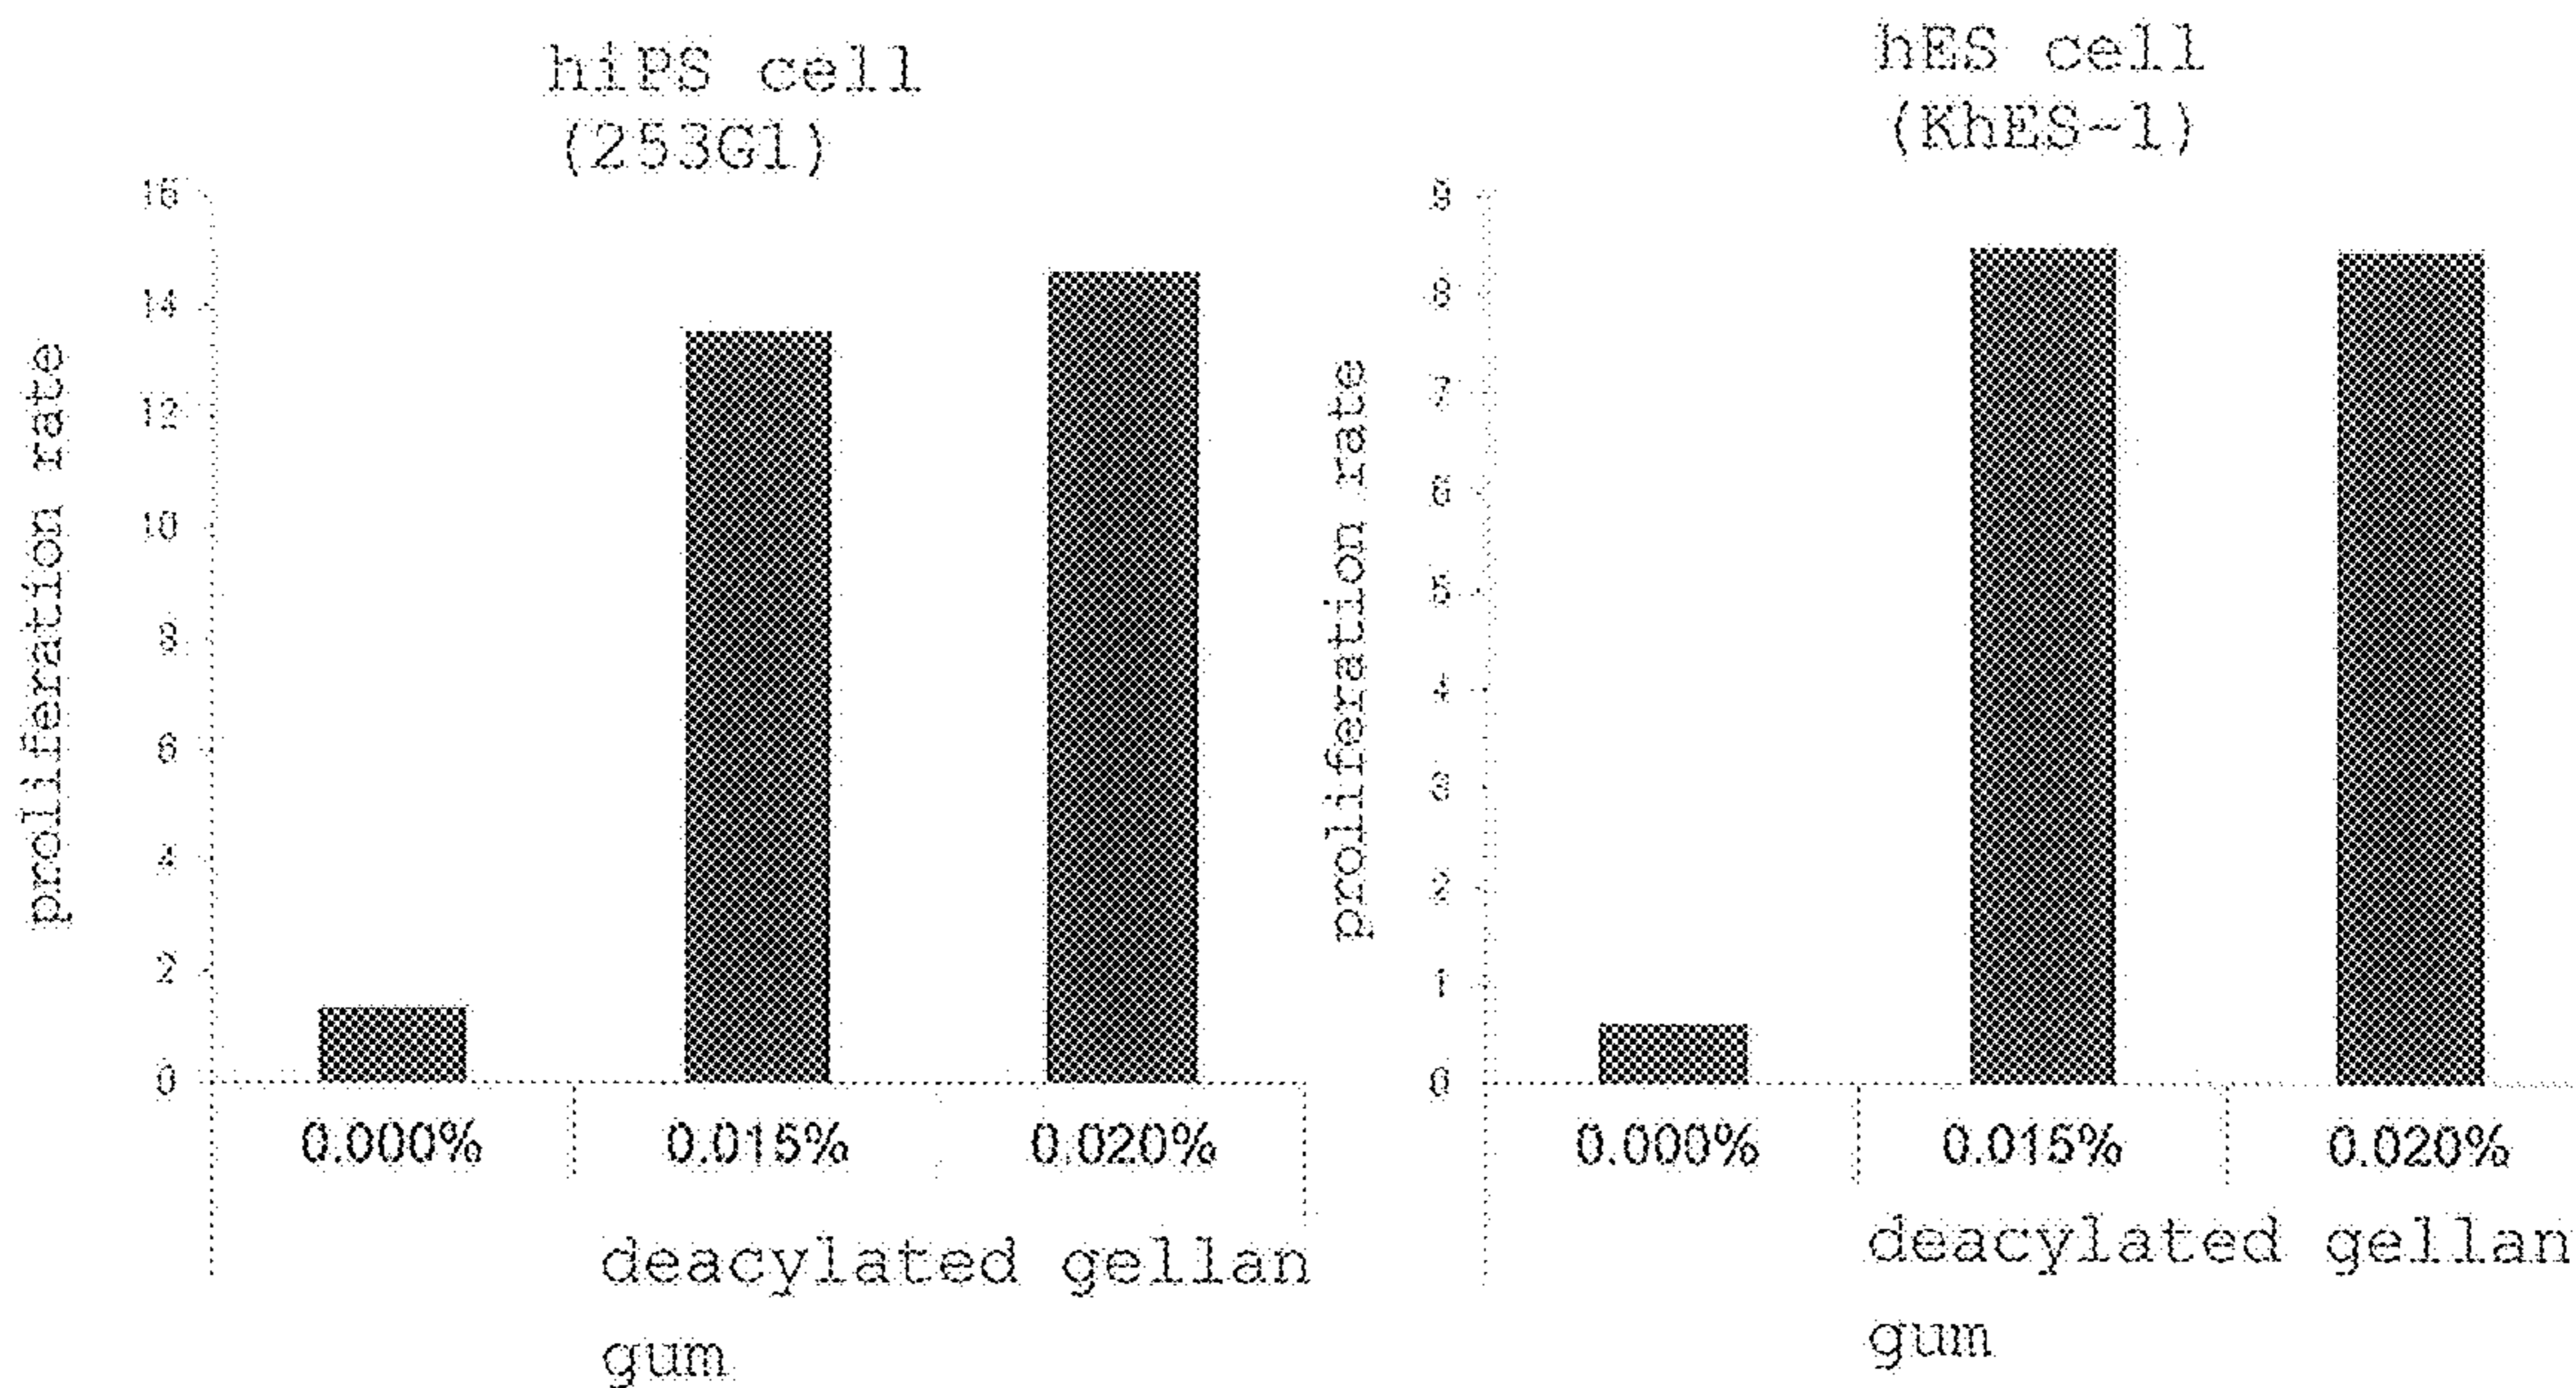 hiPS cell
(253G1)
proliferation rate
16
14
12
10
8
6
4
2
0
0.000%
0.015%
0.020%
deacylated gellan
gum
hES cell
(KhES-1)
proliferation rate
9
8
7
6
5
4
3
2
1
0
0.000%
0.015%
0.020%
deacylated gellan
gum